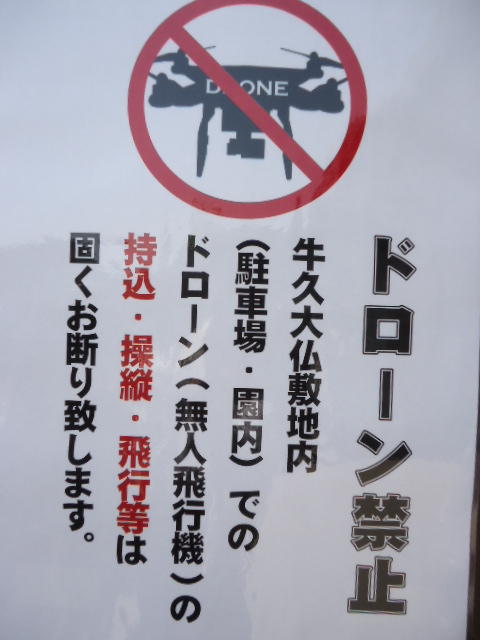 DRONE
ドローン禁止
牛久大仏敷地内
（駐車場・園内）での
ドローン（無人飛行機）の
持込・操縦・飛行等は
固くお断り致します。